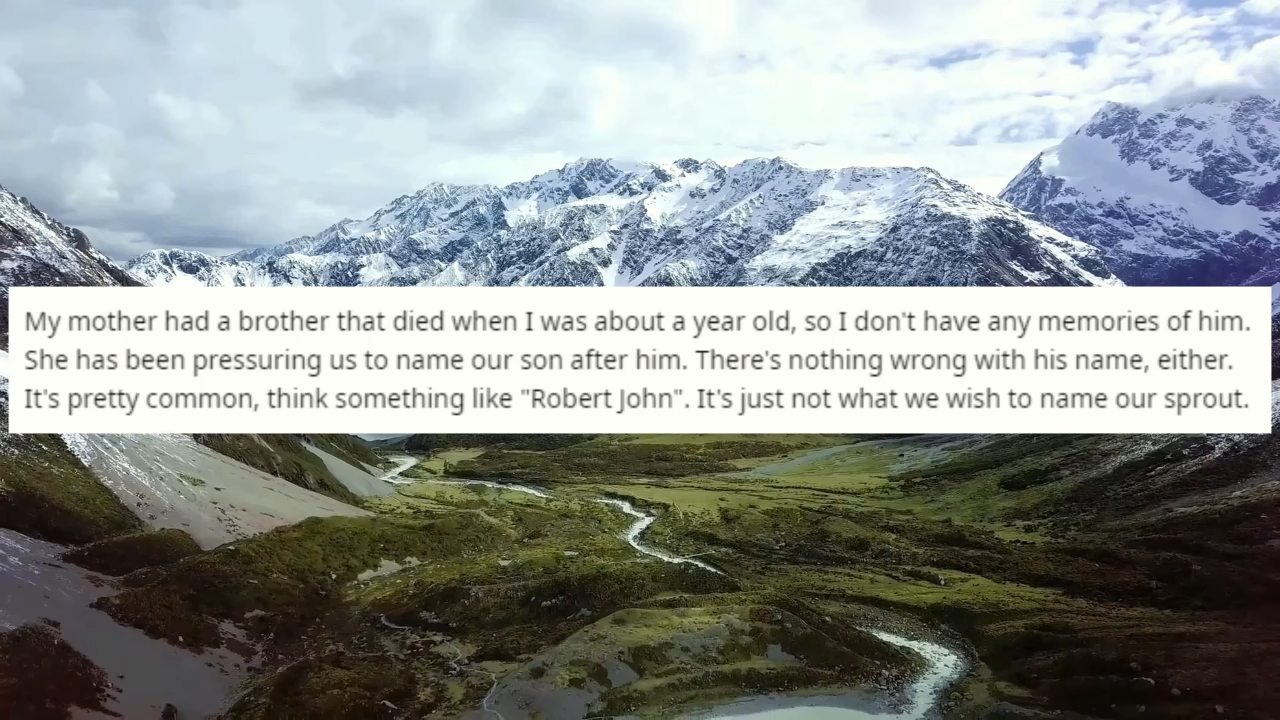 My mother had a brother that died when I was about a year old, so I don't have any memories of him.
She has been pressuring us to name our son after him. There's nothing wrong with his name, either.
It's pretty common, think something like "Robert John". It's just not what we wish to name our sprout.